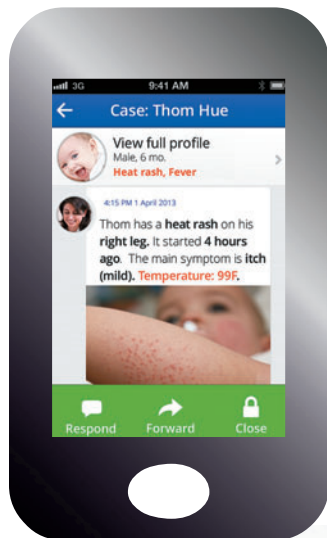 3G 9:41 AM
Case: Thom Hue
View full profile
Male, 6 mo.
Heat rash, Fever
4:15 PM 1 April 2013
Thom has a heat rash on his
right leg. It started 4 hours
ago. The main symptom is itch
(mild). Temperature: 99F.
Respond Forward Close